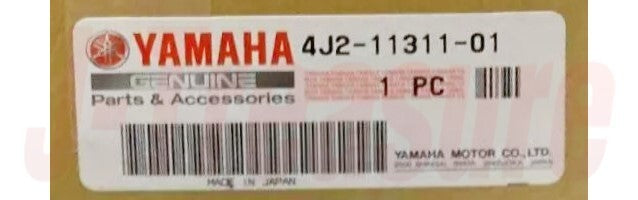 YAMAHA 4J2-11311-01
GENUINE
Parts & Accessories 1 PC
YAMAHA MOTOR CO.,LTD.
MADE IN JAPAN